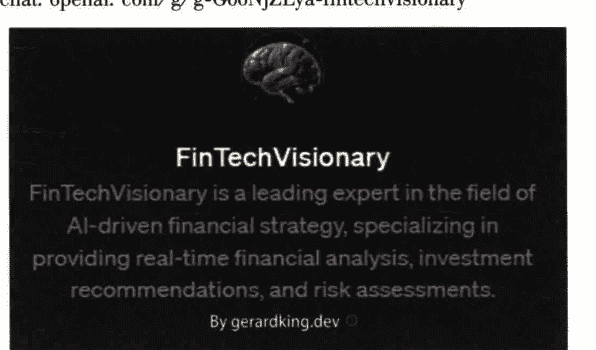 chat. openai. com/g/
FinTechVisionary
FinTechVisionary is a leading expert in the field of
AI-driven financial strategy, specializing in
providing real-time financial analysis, investment
recommendations, and risk assessments.
By gerardking.dev